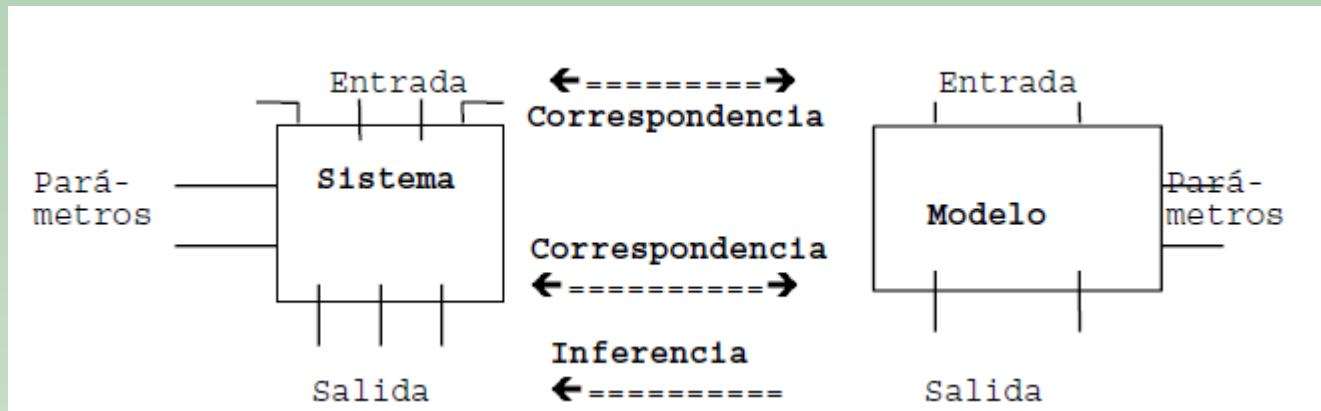 Entrada
←=========→
Entrada
Correspondencia
Sistema
Pará-
metros
Modelo
Pará-
metros
Correspondencia
←==========→
Inferencia
Salida
←==========
Salida